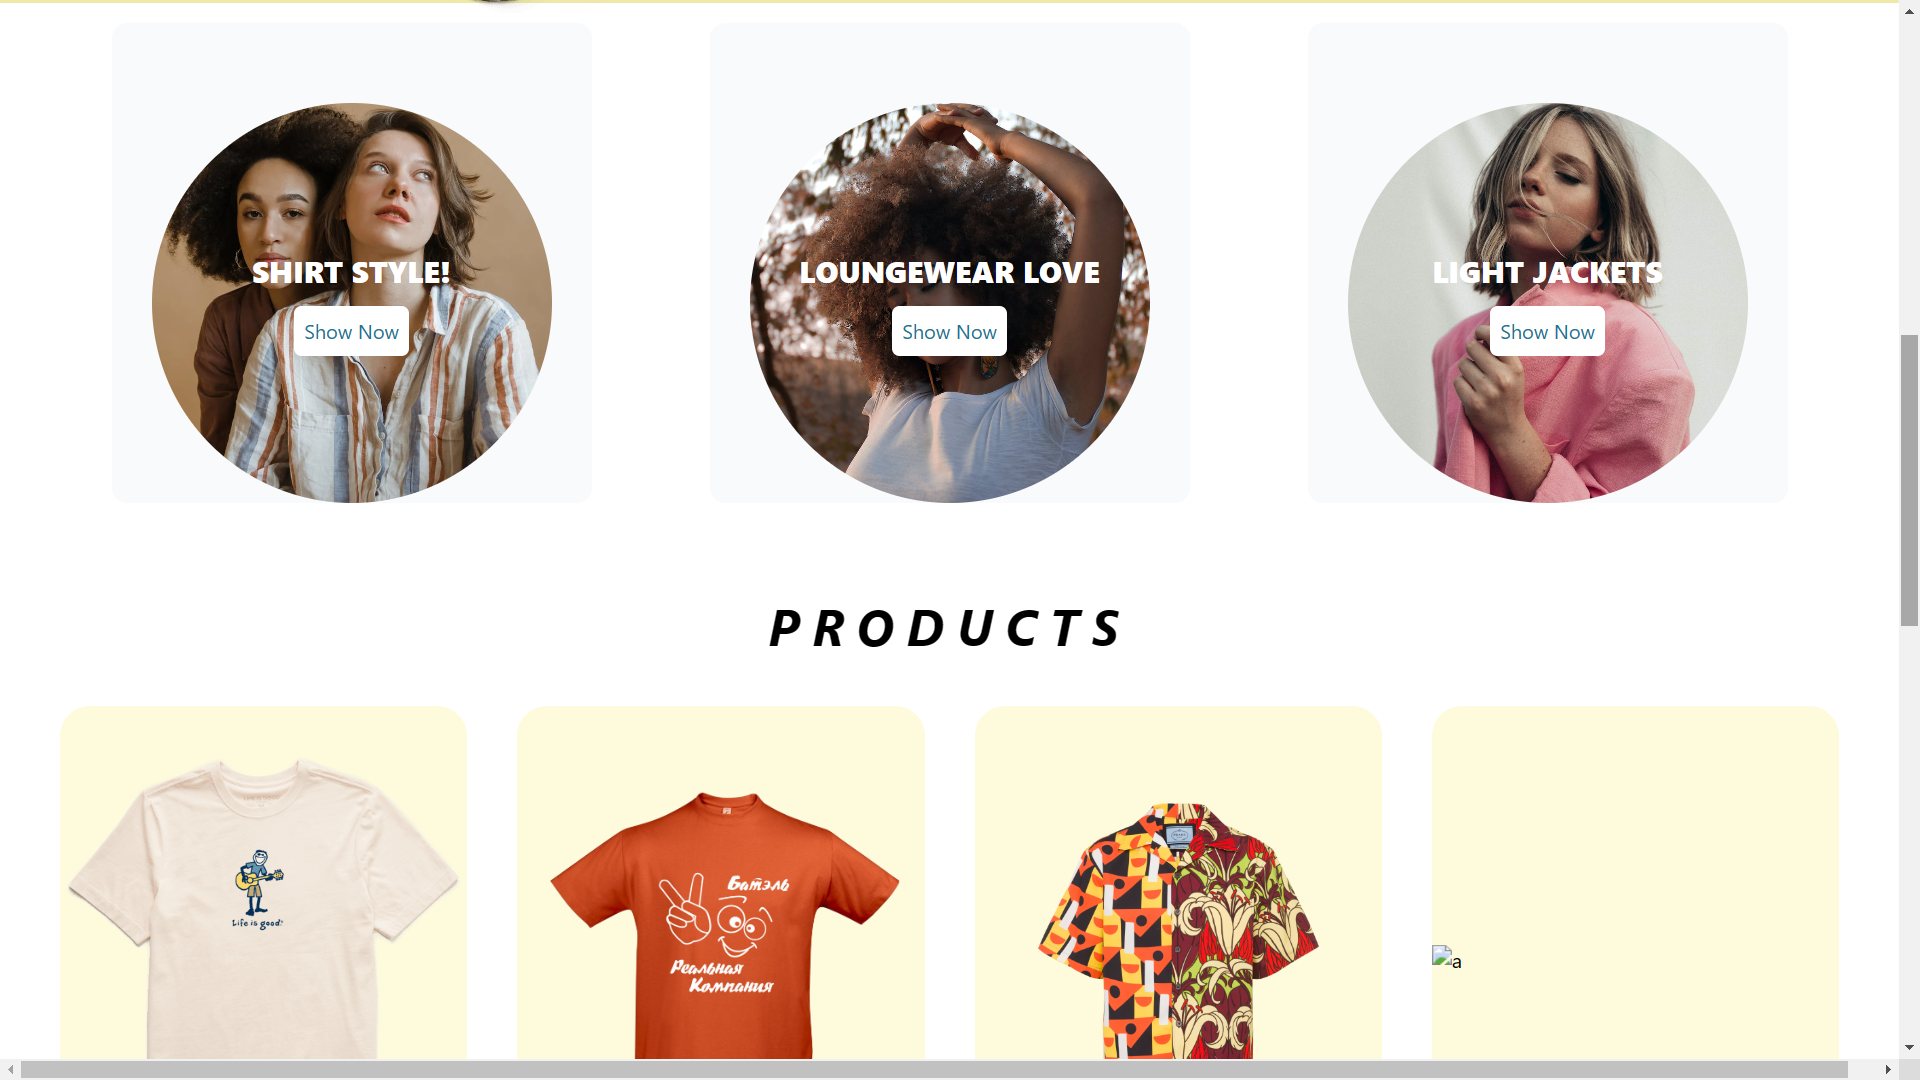 SHIRT STYLE!
Show Now
LOUNGEWEAR LOVE
Show Now
LIGHT JACKETS
Show Now
PRODUCTS
Life is good
Батэль
Реальная
Компания
a